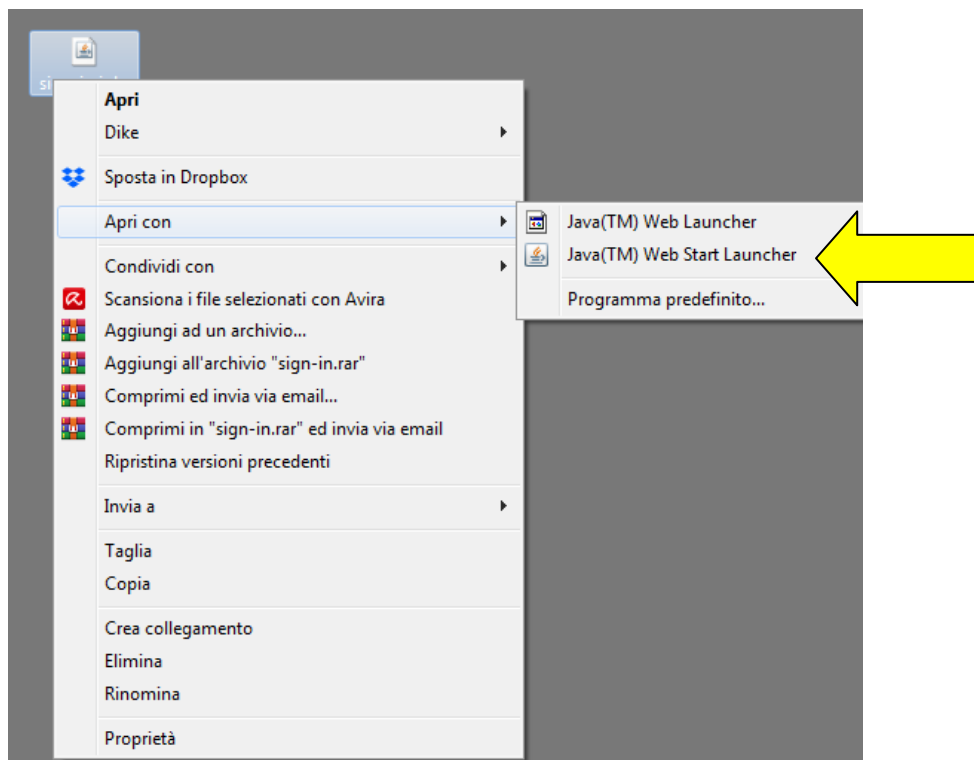 Apri
Dike
Sposta in Dropbox
Apri con
Java(TM) Web Launcher
Java(TM) Web Start Launcher
Programma predefinito...
Condividi con
Scansiona i file selezionati con Avira
Aggiungi ad un archivio...
Aggiungi all'archivio "sign-in.rar"
Comprimi ed invia via email...
Comprimi in "sign-in.rar" ed invia via email
Ripristina versioni precedenti
Invia a
Taglia
Copia
Crea collegamento
Elimina
Rinomina
Proprietà